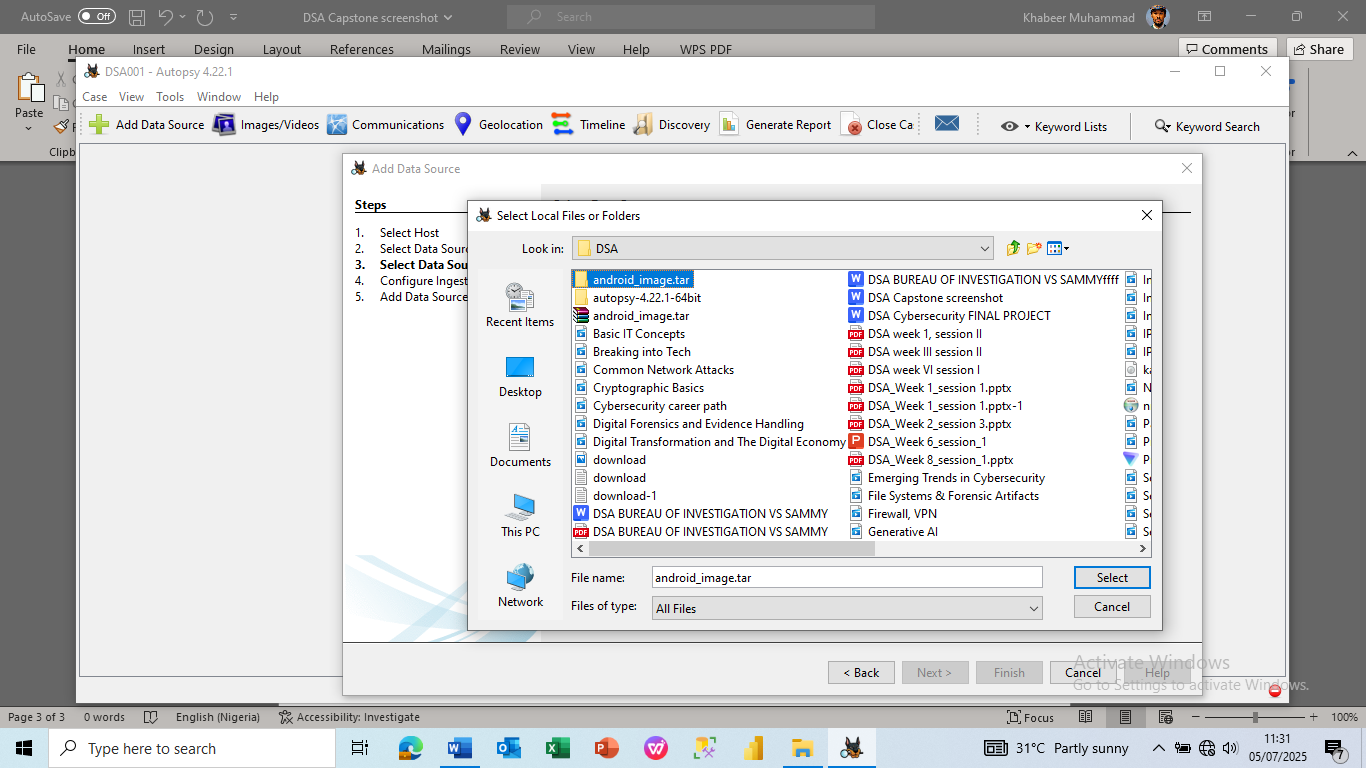 AutoSave Off DSA Capstone screenshot Search Khabeer Muhammad
File Home Insert Design Layout References Mailings Review View Help WPS PDF Comments Share
Paste
Clipb
DSA001 - Autopsy 4.22.1
Case View Tools Window Help
Add Data Source Images/Videos Communications Geolocation Timeline Discovery Generate Report Close Ca Keyword Lists Keyword Search
Add Data Source
Steps
1. Select Host
2. Select Data Sourc
3. Select Data Sou
4. Configure Ingest
5. Add Data Source
Select Local Files or Folders
Look in: DSA
Recent Items
Desktop
Documents
This PC
Network
android_image.tar
autopsy-4.22.1-64bit
android_image.tar
Basic IT Concepts
Breaking into Tech
Common Network Attacks
Cryptographic Basics
Cybersecurity career path
Digital Forensics and Evidence Handling
Digital Transformation and The Digital Economy
download
download
download-1
DSA BUREAU OF INVESTIGATION VS SAMMY
DSA BUREAU OF INVESTIGATION VS SAMMY
DSA BUREAU OF INVESTIGATION VS SAMMYffff
DSA Capstone screenshot
DSA Cybersecurity FINAL PROJECT
DSA week 1, session II
DSA week III session II
DSA week VI session I
DSA_Week 1_session 1.pptx
DSA_Week 1_session 1.pptx-1
DSA_Week 2_session 3.pptx
DSA_Week 6_session_1
DSA_Week 8_session_1.pptx
Emerging Trends in Cybersecurity
File Systems & Forensic Artifacts
Firewall, VPN
Generative AI
File name: android_image.tar Select
Files of type: All Files Cancel
< Back Next > Finish Cancel Help
Activate Windows
Go to Settings to activate Windows.
Page 3 of 3 0 words English (Nigeria) Accessibility: Investigate Focus 100%
Type here to search 31°C Partly sunny 11:31
05/07/2025 7